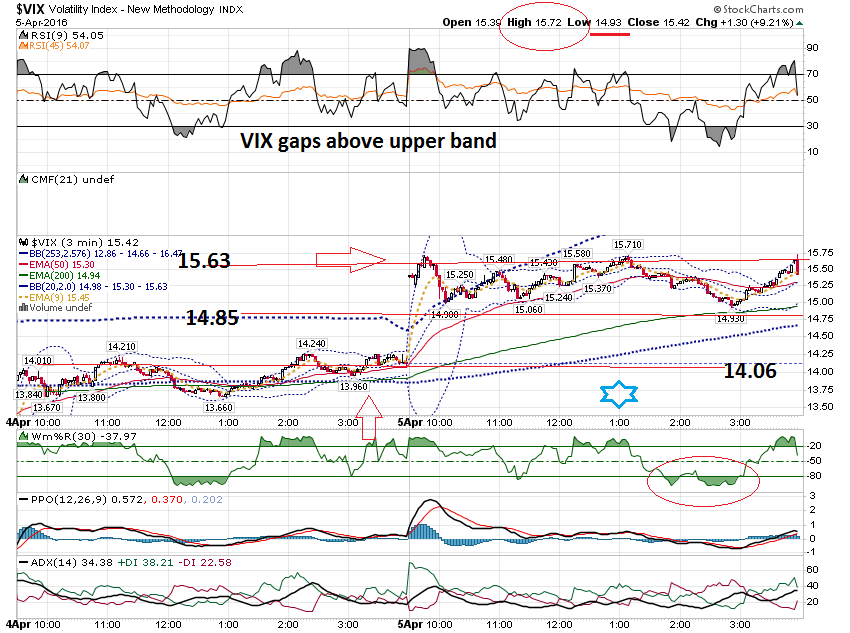 $VIX Volatility Index - New Methodology INDX
© StockCharts.com
5-Apr-2016
Open 15.39 High 15.72 Low 14.93 Close 15.42 Chg +1.30 (+9.21%)
RSI(9) 54.05
RSI(45) 54.07
90
70
50
30
10
VIX gaps above upper band
CMF(21) undef
$VIX (3 min) 15.42
BB(253,2.576) 12.86 - 14.66 - 16.47
EMA(50) 15.30
EMA(200) 14.94
BB(20,2.0) 14.98 - 15.30 - 15.63
EMA(9) 15.45
Volume undef
15.63
14.85
14.06
14.010
13.840
13.670
13.800
14.210
13.660
14.240
13.960
15.250
14.980
15.480
15.060
15.430
15.240
15.580
15.370
15.710
14.930
15.75
15.50
15.25
15.00
14.75
14.50
14.25
14.00
13.75
13.50
4Apr 10:00 11:00 12:00 1:00 2:00 3:00 5Apr 10:00 11:00 12:00 1:00 2:00 3:00
Wm%R(30) -37.97
-20
-50
-80
PPO(12,26,9) 0.572, 0.370, 0.202
3
2
1
0
-1
ADX(14) 34.38 +DI 38.21 -DI 22.58
60
40
20
4Apr 10:00 11:00 12:00 1:00 2:00 3:00 5Apr 10:00 11:00 12:00 1:00 2:00 3:00